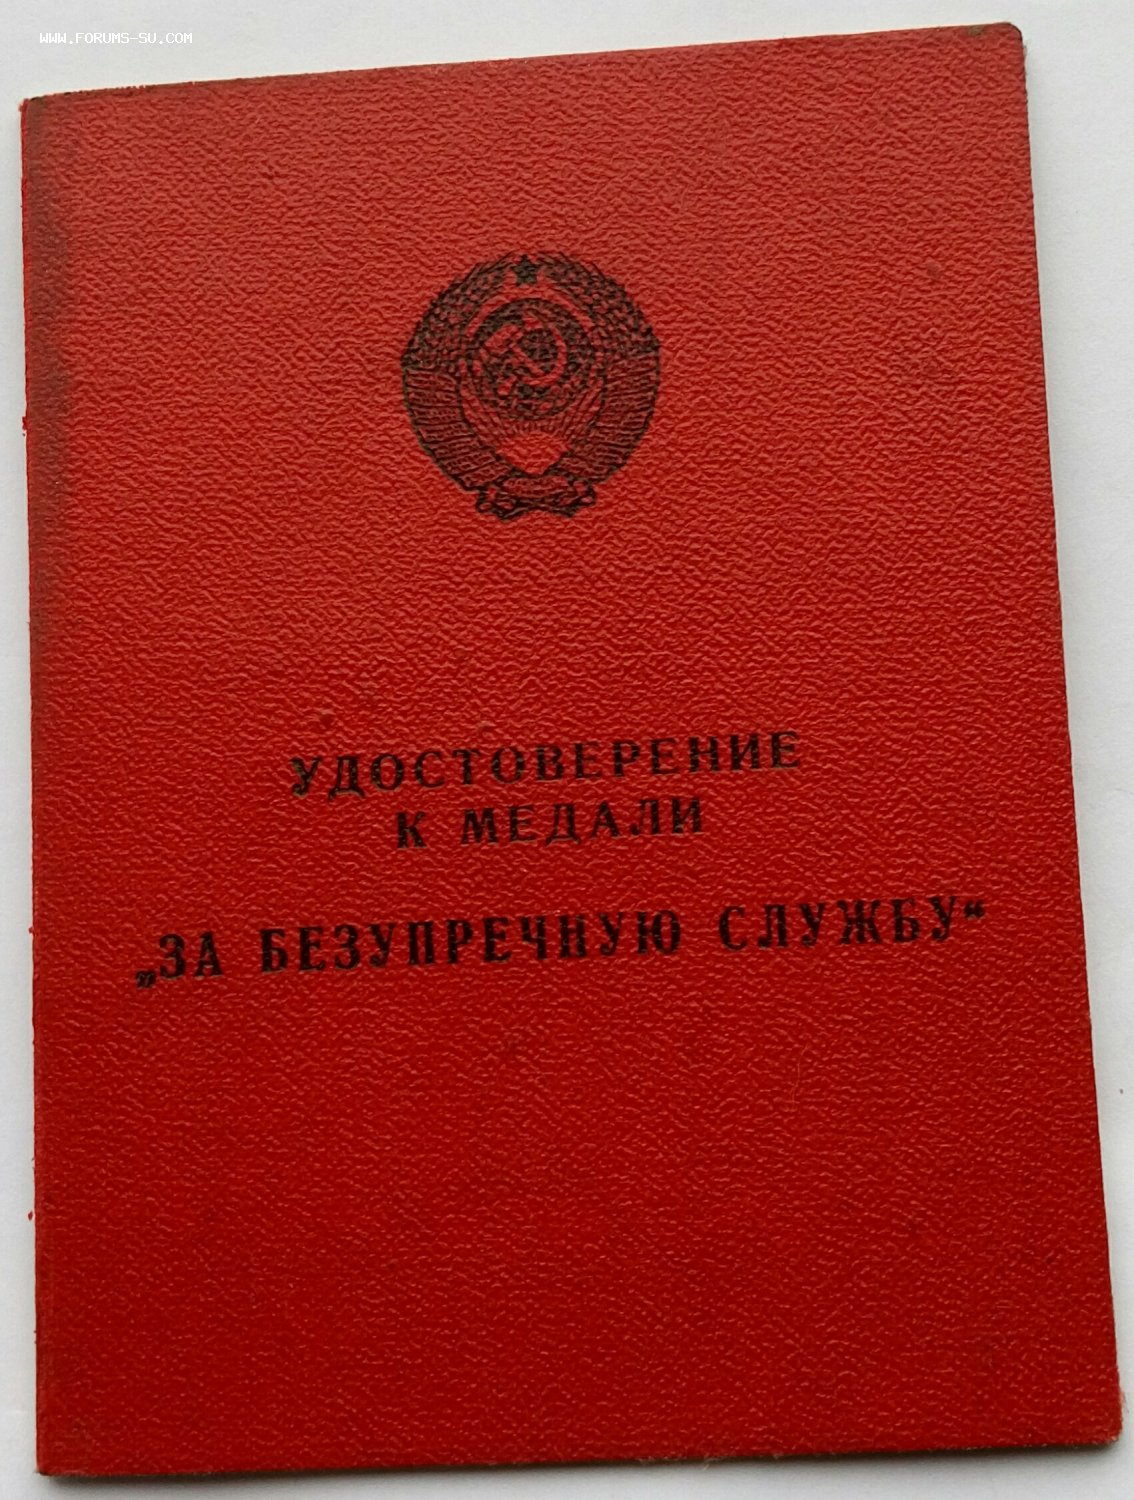 WWW.FORUMS-SU.COM
УДОСТОВЕРЕНИЕ
К МЕДАЛИ
„ЗА БЕЗУПРЕЧНУЮ СЛУЖБУ“